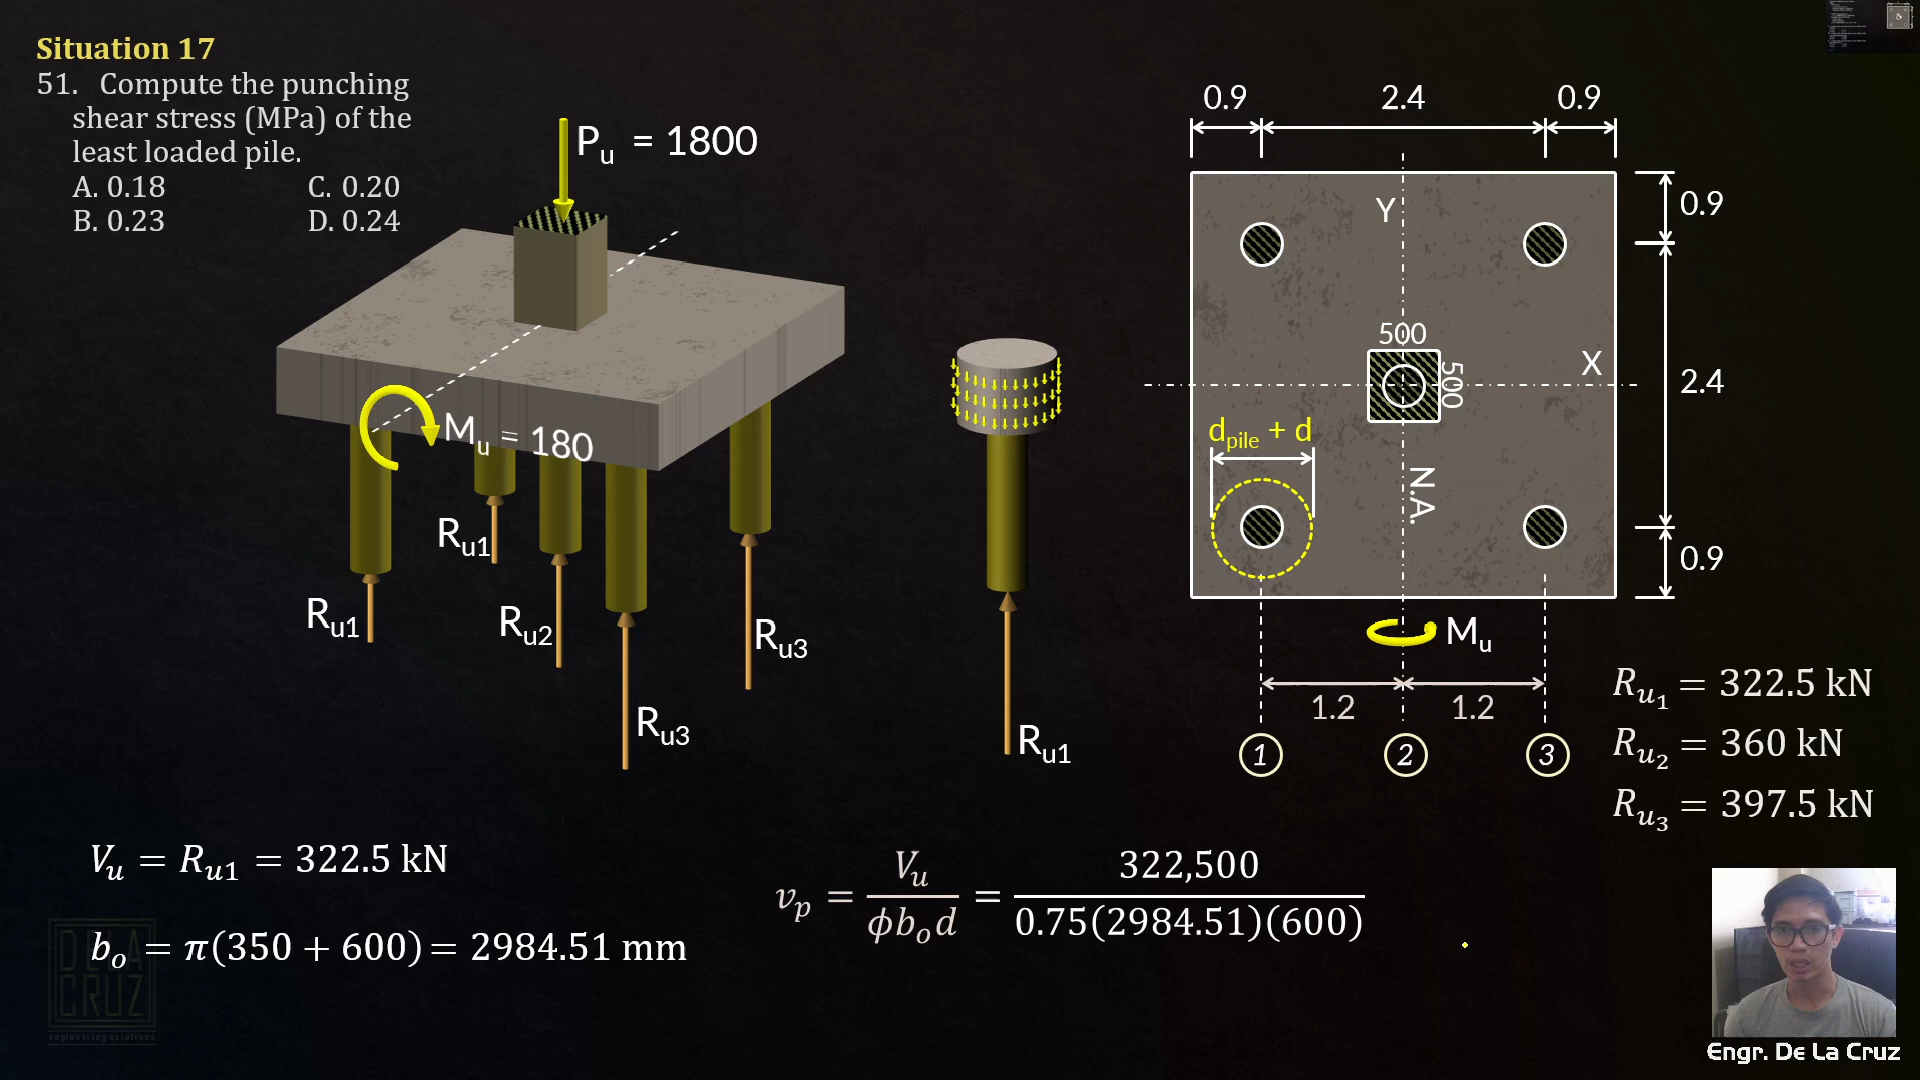 Situation 17
51. Compute the punching
shear stress (MPa) of the
least loaded pile.
A. 0.18 C. 0.20
B. 0.23 D. 0.24
Pu = 1800
Mu = 180
Ru1
Ru1
Ru2
Ru3
Ru3
Ru1
0.9 2.4 0.9
Y
0.9
500
500
X
2.4
dpile + d
N.A.
0.9
Mu
1.2 1.2
1 2 3
Ru1 = 322.5 kN
Ru2 = 360 kN
Ru3 = 397.5 kN
Vu = Ru1 = 322.5 kN
bo = π(350 + 600) = 2984.51 mm
vp = Vu / ϕbod = 322,500 / 0.75(2984.51)(600)
DELA
CRUZ
engineering solutions
Engr. De La Cruz